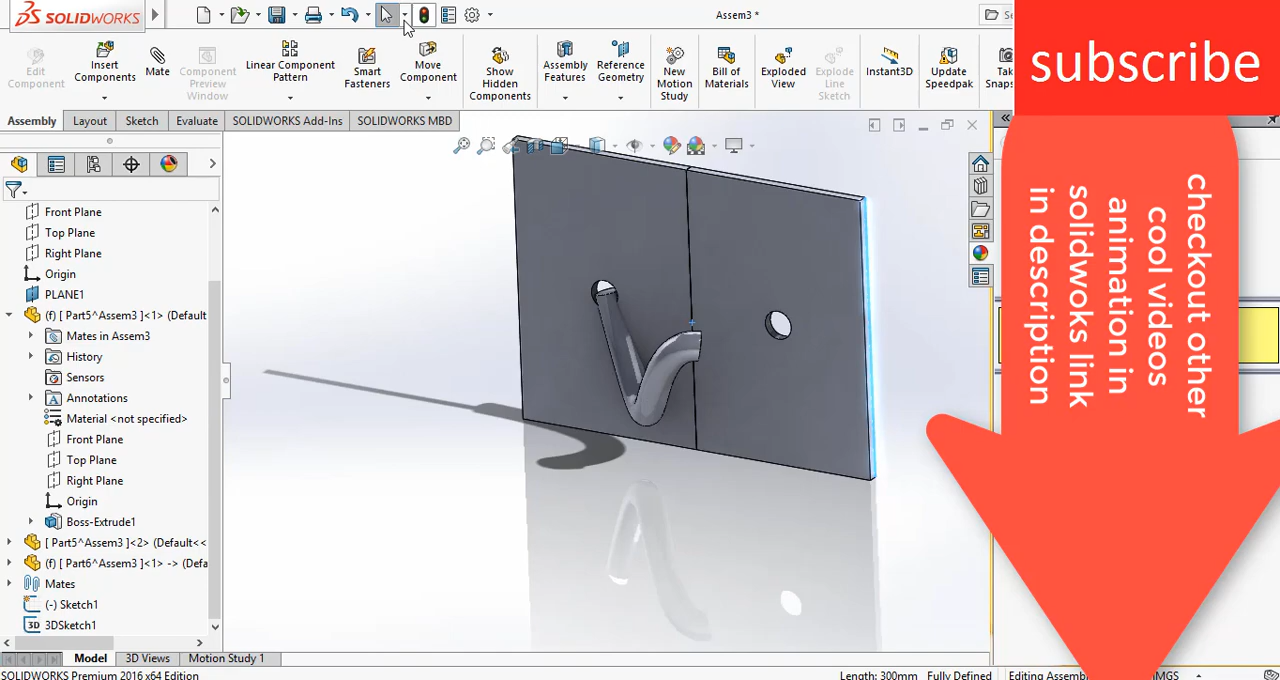 SOLIDWORKS
Assem3 *
subscribe
Edit Component
Insert Components
Mate
Component Preview Window
Linear Component Pattern
Smart Fasteners
Move Component
Show Hidden Components
Assembly Features
Reference Geometry
New Motion Study
Bill of Materials
Exploded View
Explode Line Sketch
Instant3D
Update Speedpak
Assembly
Layout
Sketch
Evaluate
SOLIDWORKS Add-Ins
SOLIDWORKS MBD
Front Plane
Top Plane
Right Plane
Origin
PLANE1
(f) [ Part5^Assem3 ]<1> (Default
Mates in Assem3
History
Sensors
Annotations
Material <not specified>
Front Plane
Top Plane
Right Plane
Origin
Boss-Extrude1
[ Part5^Assem3 ]<2> (Default<<
(f) [ Part6^Assem3 ]<1> -> (Defa
Mates
(-) Sketch1
3D 3DSketch1
checkout other
cool videos
animation in
solidwoks link
in description
Model
3D Views
Motion Study 1
SOLIDWORKS Premium 2016 x64 Edition
Length: 300mm
Fully Defined
Editing Assemb
MMGS